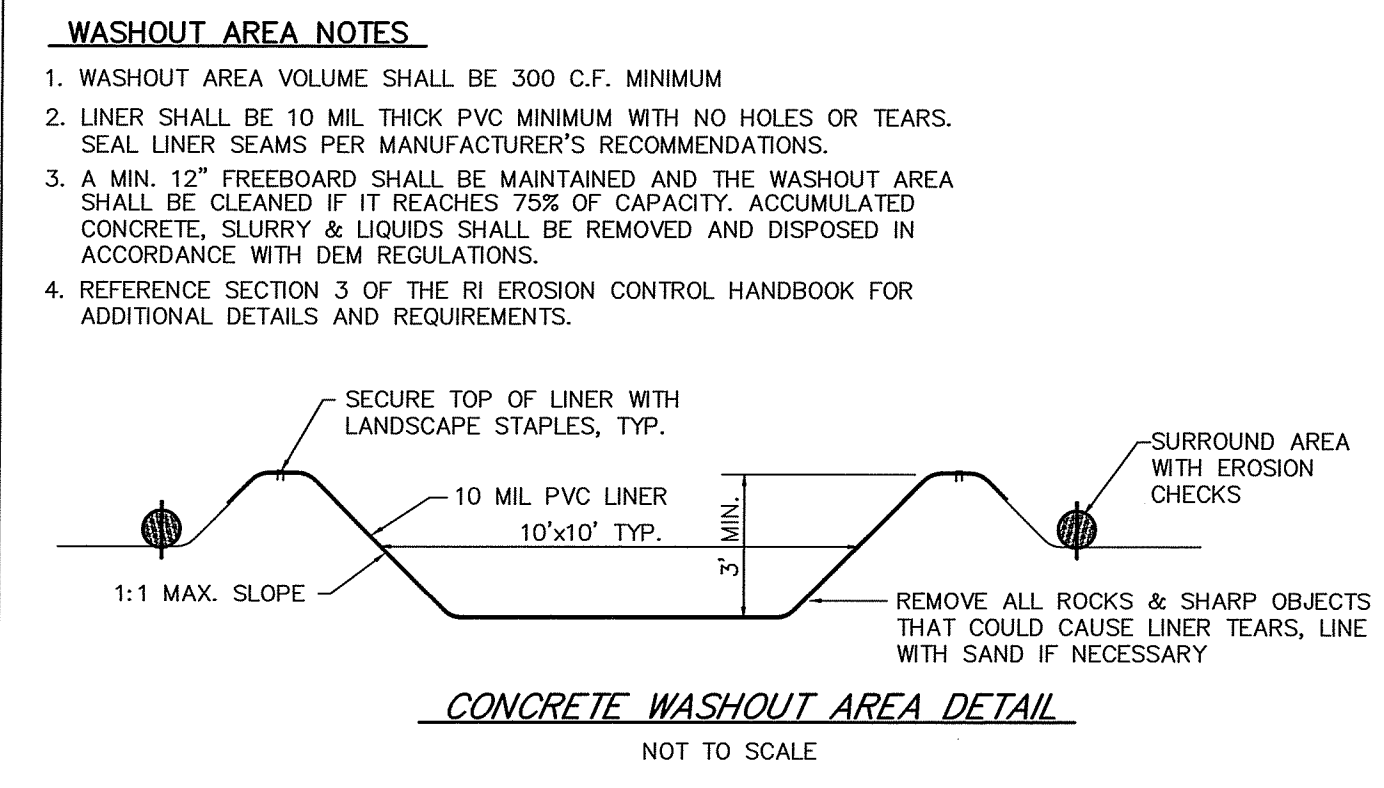 WASHOUT AREA NOTES
1. WASHOUT AREA VOLUME SHALL BE 300 C.F. MINIMUM
2. LINER SHALL BE 10 MIL THICK PVC MINIMUM WITH NO HOLES OR TEARS.
SEAL LINER SEAMS PER MANUFACTURER'S RECOMMENDATIONS.
3. A MIN. 12" FREEBOARD SHALL BE MAINTAINED AND THE WASHOUT AREA
SHALL BE CLEANED IF IT REACHES 75% OF CAPACITY. ACCUMULATED
CONCRETE, SLURRY & LIQUIDS SHALL BE REMOVED AND DISPOSED IN
ACCORDANCE WITH DEM REGULATIONS.
4. REFERENCE SECTION 3 OF THE RI EROSION CONTROL HANDBOOK FOR
ADDITIONAL DETAILS AND REQUIREMENTS.
SECURE TOP OF LINER WITH
LANDSCAPE STAPLES, TYP.
SURROUND AREA
WITH EROSION
CHECKS
10 MIL PVC LINER
10'x10' TYP.
3' MIN.
1:1 MAX. SLOPE
REMOVE ALL ROCKS & SHARP OBJECTS
THAT COULD CAUSE LINER TEARS, LINE
WITH SAND IF NECESSARY
CONCRETE WASHOUT AREA DETAIL
NOT TO SCALE